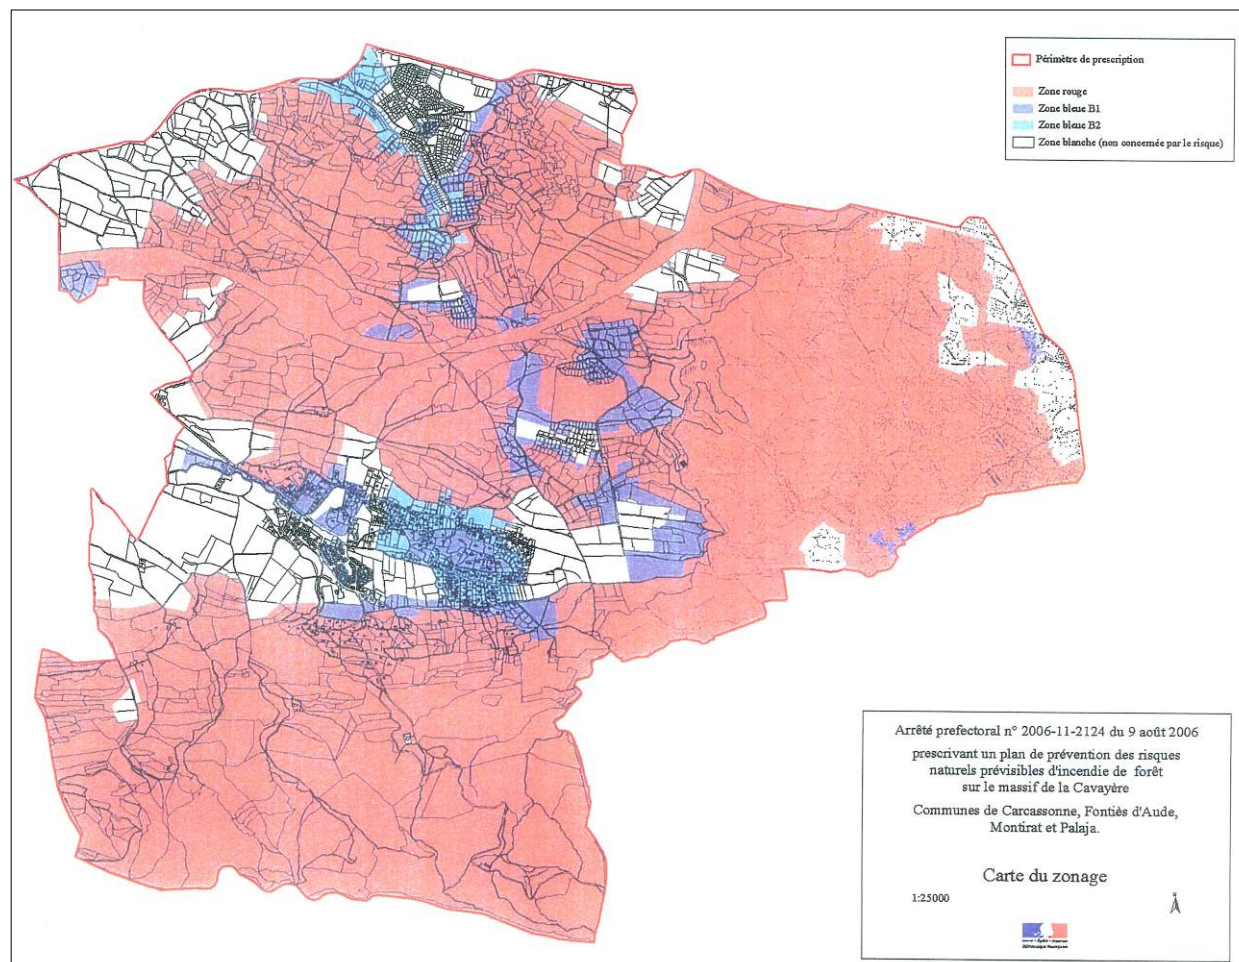 Périmètre de prescription
Zone rouge
Zone bleue B1
Zone bleue B2
Zone blanche (non concernée par le risque)
Arrêté prefectoral n° 2006-11-2124 du 9 août 2006
prescrivant un plan de prévention des risques
naturels prévisibles d'incendie de forêt
sur le massif de la Cavayère
Communes de Carcassonne, Fontiès d'Aude,
Montirat et Palaja.
Carte du zonage
1:25000
N
RÉPUBLIQUE FRANÇAISE